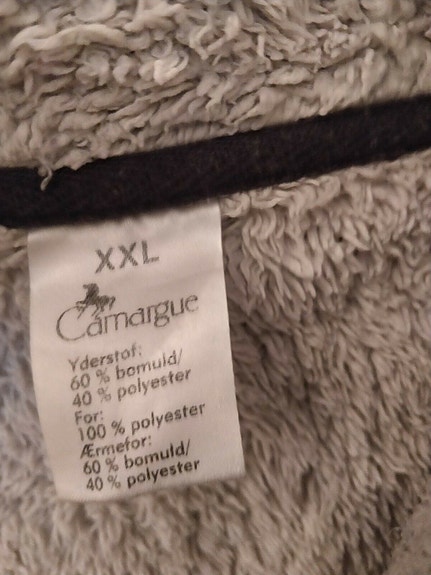 XXL
Camargue
Yderstof:
60 % bomuld/
40 % polyester
For:
100 % polyester
Ærmefor:
60 % bomuld/
40 % polyester